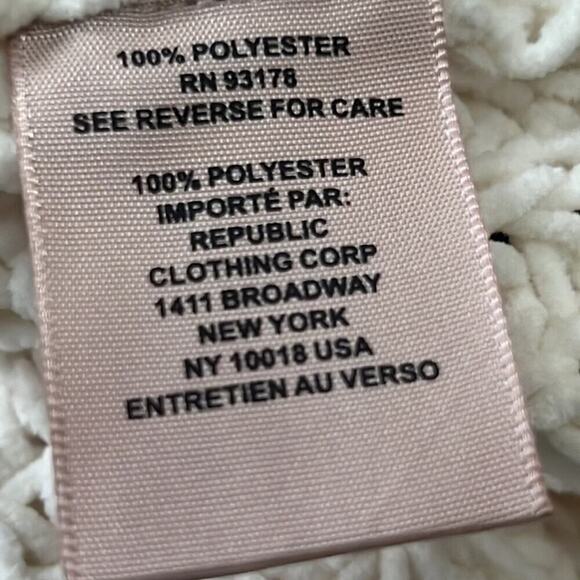 100% POLYESTER
RN 93178
SEE REVERSE FOR CARE
100% POLYESTER
IMPORTÉ PAR:
REPUBLIC
CLOTHING CORP
1411 BROADWAY
NEW YORK
NY 10018 USA
ENTRETIEN AU VERSO